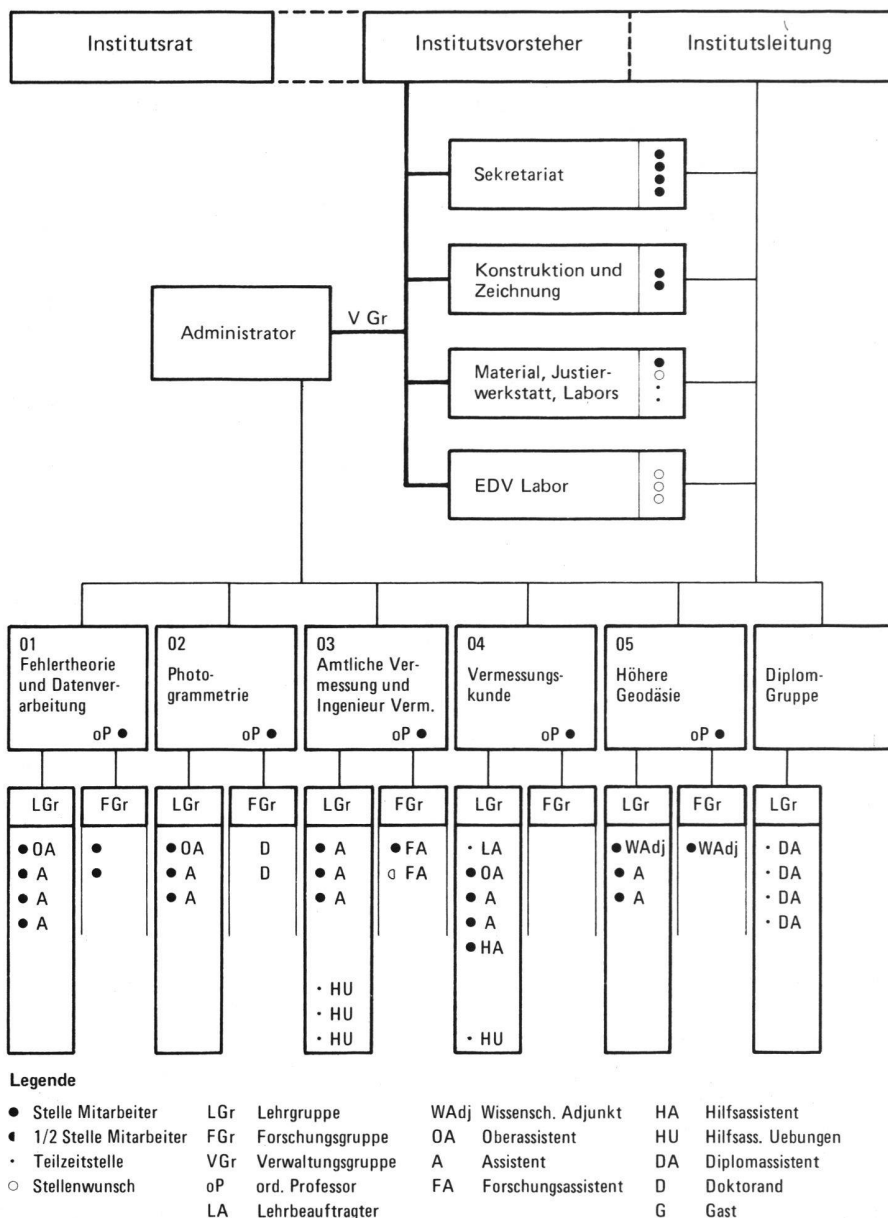 Institutsrat
Institutsvorsteher
Institutsleitung
Sekretariat
Konstruktion und
Zeichnung
V Gr
Administrator
Material, Justier-
werkstatt, Labors
EDV Labor
01
Fehlertheorie
und Datenver-
arbeitung
oP
02
Photo-
grammetrie
oP
03
Amtliche Ver-
messung und
Ingenieur Verm.
oP
04
Vermessungs-
kunde
oP
05
Höhere
Geodäsie
oP
Diplom-
Gruppe
LGr
OA
A
A
A
FGr
LGr
OA
A
A
FGr
D
D
LGr
A
A
A
HU
HU
HU
FGr
FA
FA
LGr
LA
OA
A
A
HA
HU
FGr
LGr
WAdj
A
A
FGr
WAdj
LGr
DA
DA
DA
DA
Legende
Stelle Mitarbeiter
1/2 Stelle Mitarbeiter
Teilzeitstelle
Stellenwunsch
LGr Lehrgruppe
FGr Forschungsgruppe
VGr Verwaltungsgruppe
oP ord. Professor
LA Lehrbeauftragter
WAdj Wissensch. Adjunkt
OA Oberassistent
A Assistent
FA Forschungsassistent
HA Hilfsassistent
HU Hilfsass. Uebungen
DA Diplomassistent
D Doktorand
G Gast